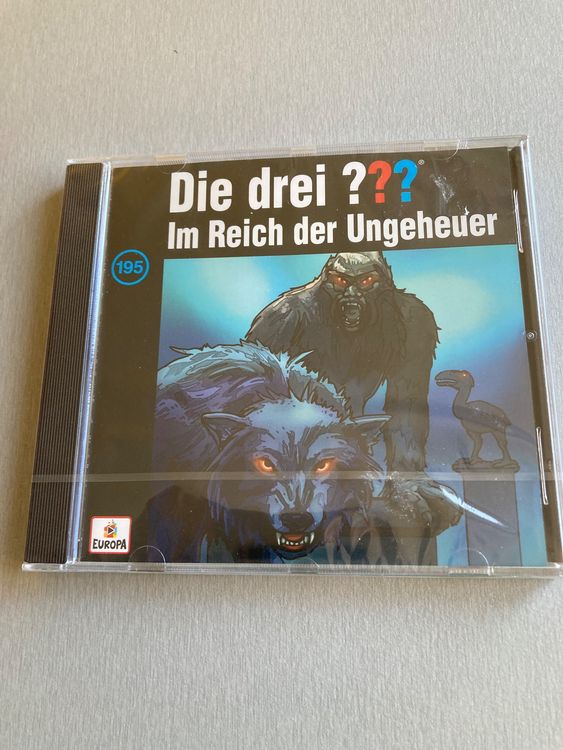 Die drei ???®
Im Reich der Ungeheuer
195
EUROPA